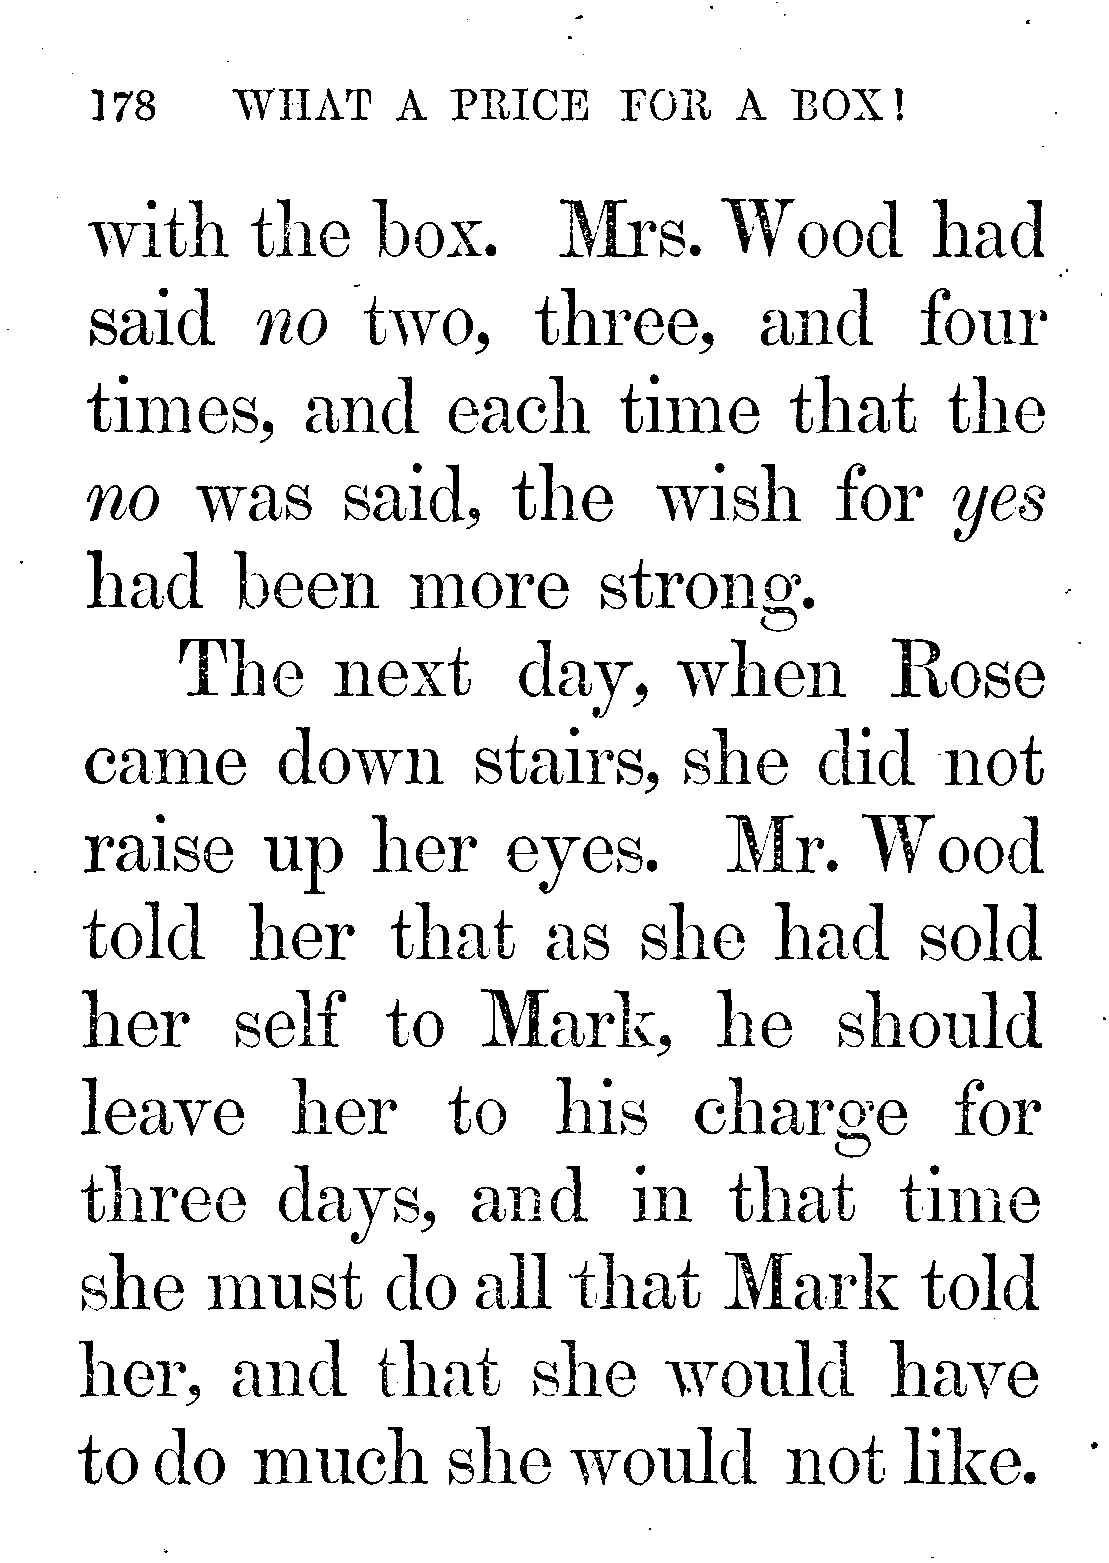 178 WHAT A PRICE FOR A BOX!
with the box. Mrs. Wood had
said no two, three, and four
times, and each time that the
no was said, the wish for yes
had been more strong.
The next day, when Rose
came down stairs, she did not
raise up her eyes. Mr. Wood
told her that as she had sold
her self to Mark, he should
leave her to his charge for
three days, and in that time
she must do all that Mark told
her, and that she would have
to do much she would not like.